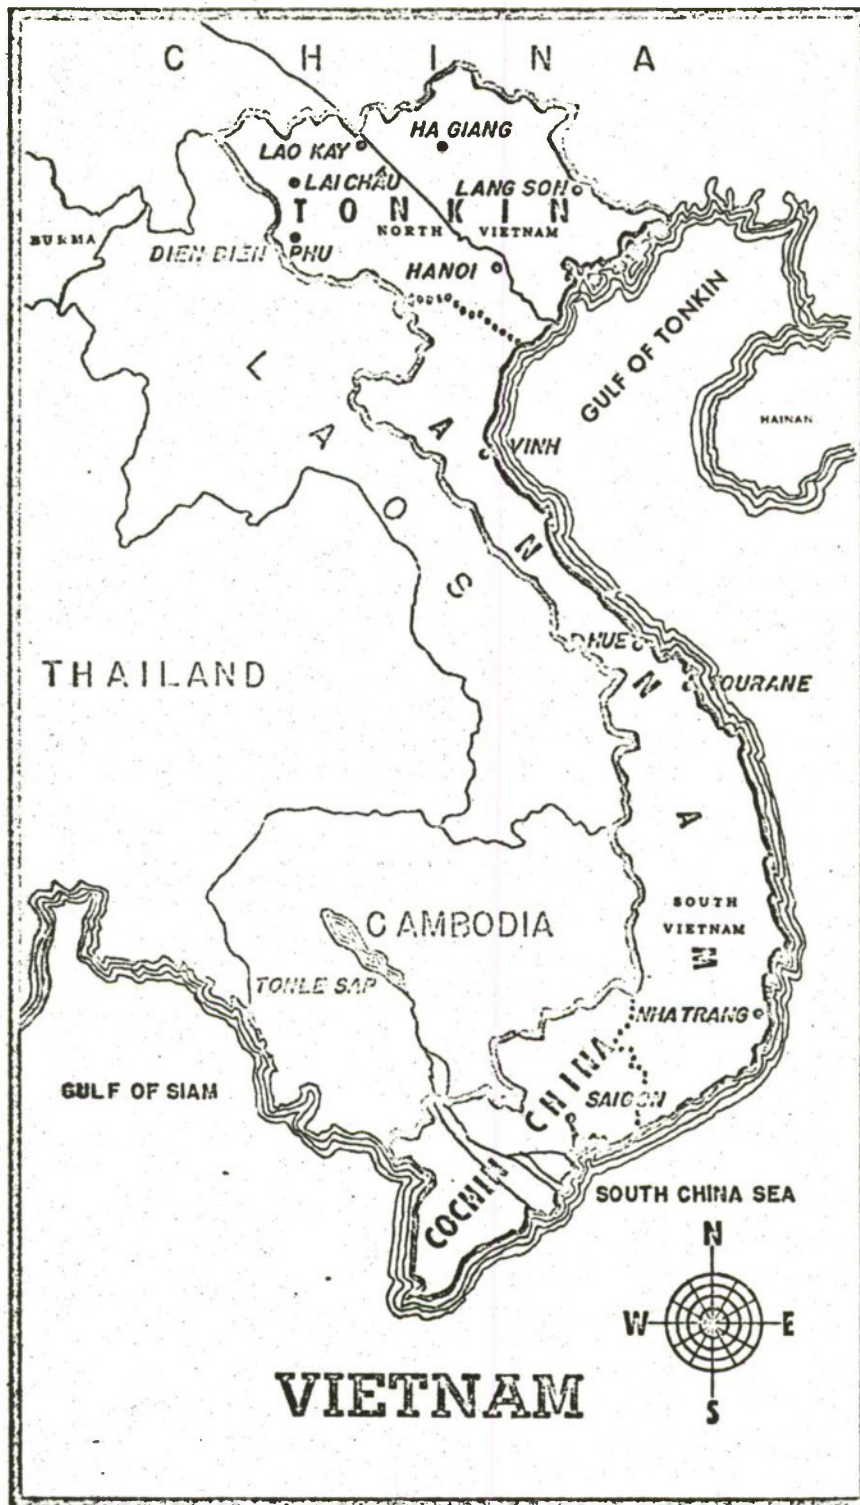 CHINA
HA GIANG
LAO KAY
LAI CHÂU
LANG SON
TONKIN
NORTH VIETNAM
BURMA
DIEN BIEN PHU
HANOI
GULF OF TONKIN
LAOS
HAINAN
VINH
ANNAM
HUE
THAILAND
TOURANE
SOUTH
VIETNAM
CAMBODIA
TONLE SAP
NHATRANG
GULF OF SIAM
COCHIN CHINA
SAIGON
SOUTH CHINA SEA
N
W
E
S
VIETNAM